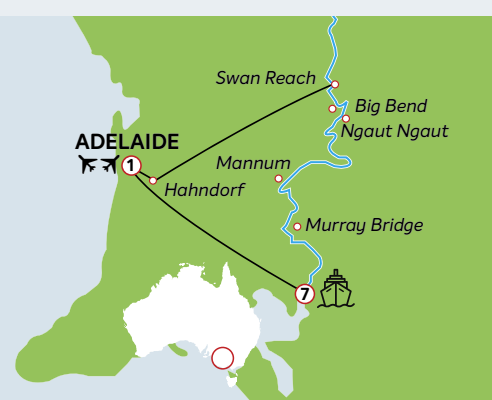 Swan Reach
Big Bend
Ngaut Ngaut
ADELAIDE
1
Mannum
Hahndorf
Murray Bridge
7